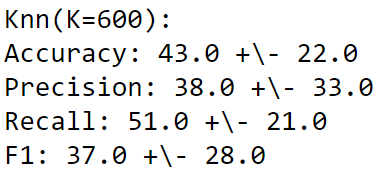 Knn(K=600):
Accuracy: 43.0 +\- 22.0
Precision: 38.0 +\- 33.0
Recall: 51.0 +\- 21.0
F1: 37.0 +\- 28.0